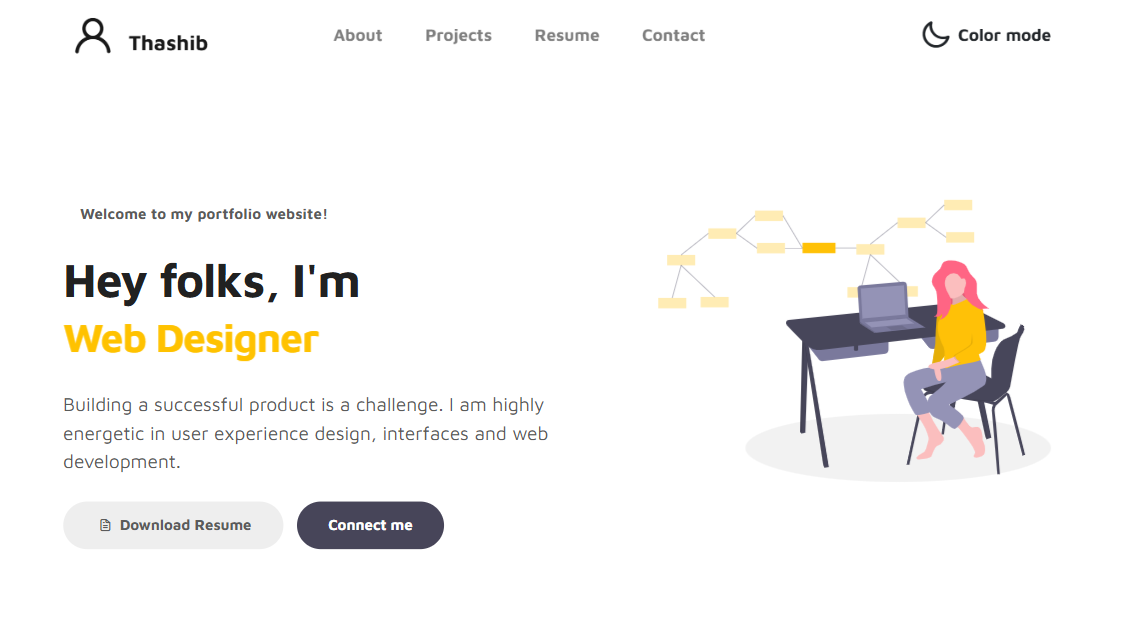 Thashib
About
Projects
Resume
Contact
Color mode
Welcome to my portfolio website!
Hey folks, I'm
Web Designer
Building a successful product is a challenge. I am highly
energetic in user experience design, interfaces and web
development.
Download Resume
Connect me